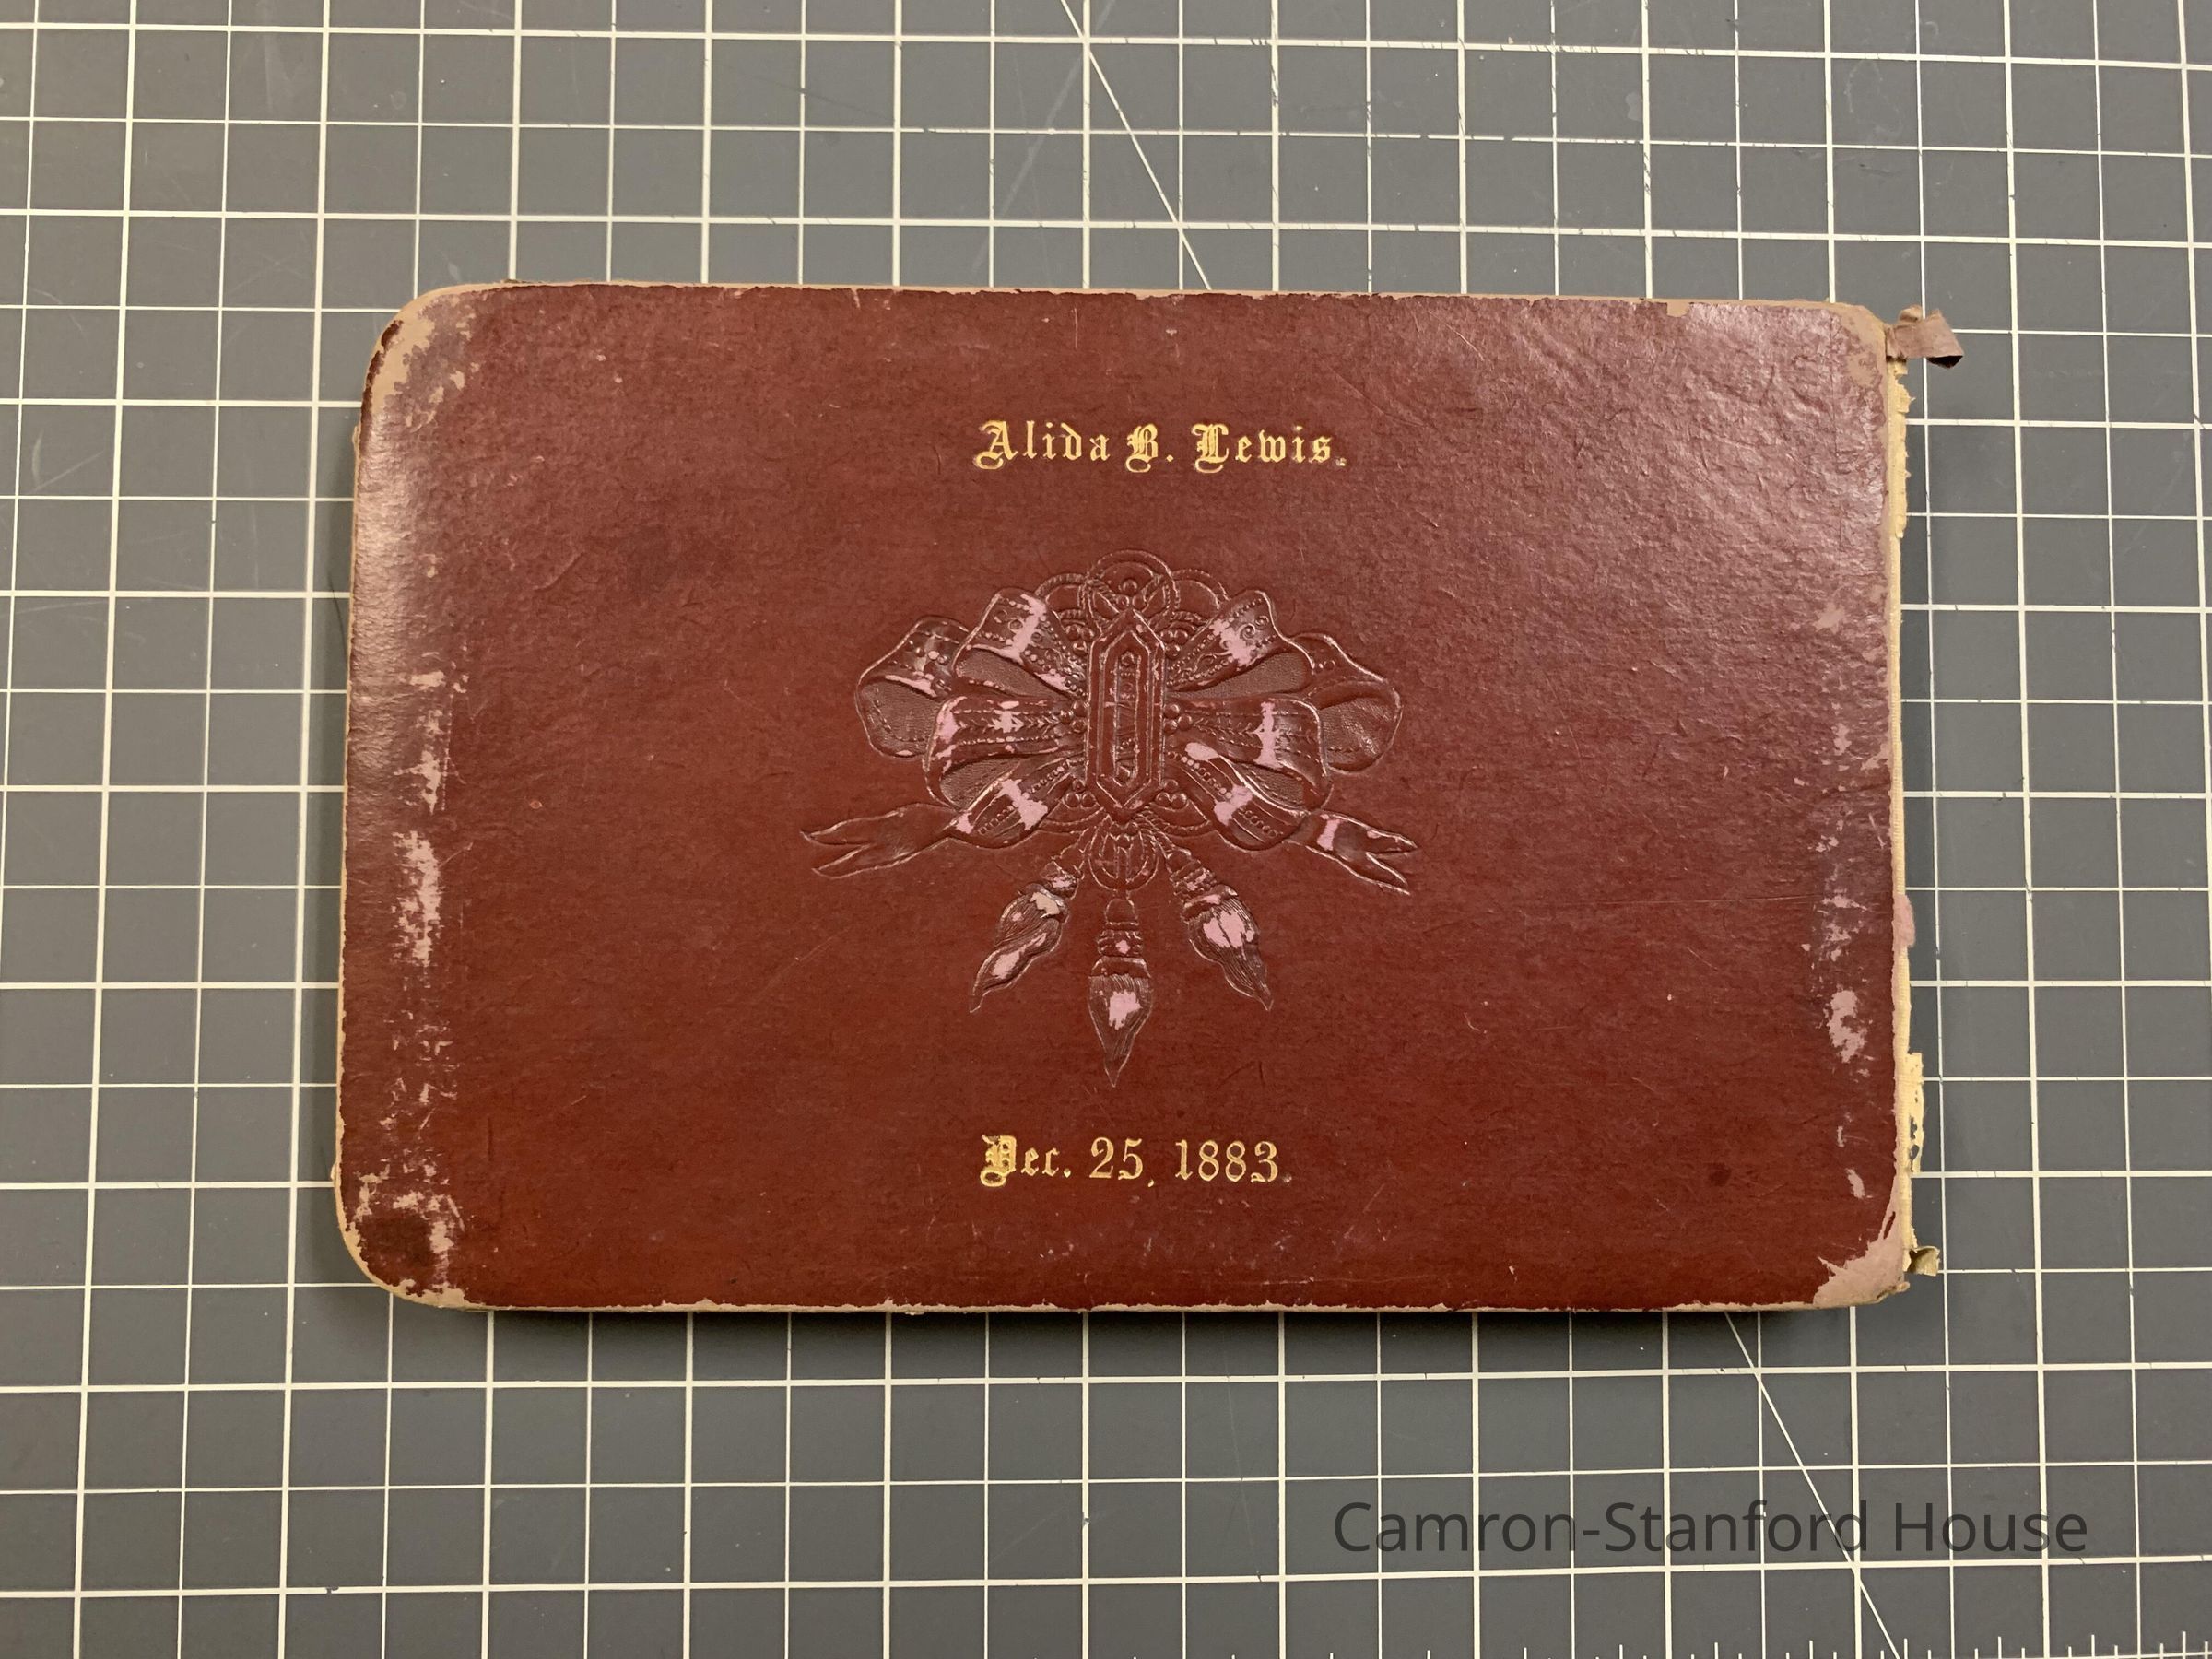 Alida B. Lewis.
Dec. 25, 1883.
Camron-Stanford House